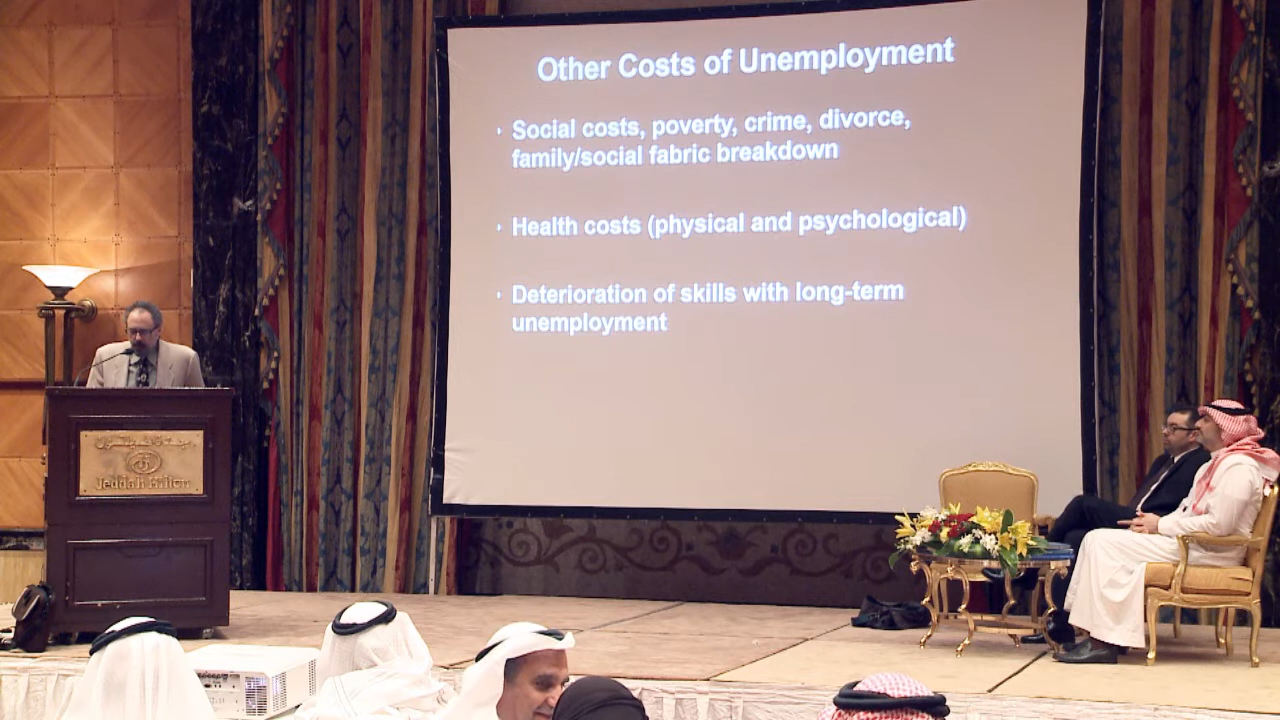 Other Costs of Unemployment
Social costs, poverty, crime, divorce,
family/social fabric breakdown
Health costs (physical and psychological)
Deterioration of skills with long-term
unemployment
Jeddah Hilton